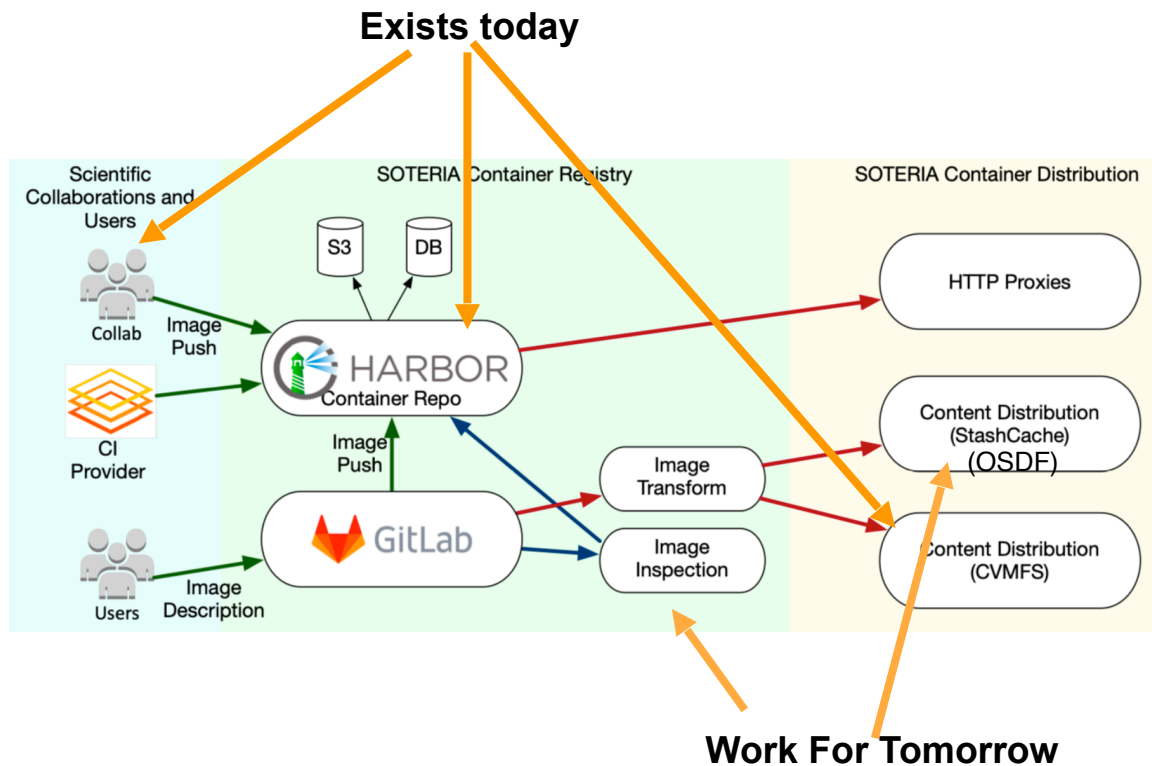 Exists today
Scientific
Collaborations and
Users
SOTERIA Container Registry
SOTERIA Container Distribution
S3
DB
HTTP Proxies
Collab
Image
Push
HARBOR
Container Repo
CI
Provider
Image
Push
Image
Transform
Content Distribution
(StashCache)
(OSDF)
GitLab
Image
Inspection
Content Distribution
(CVMFS)
Users
Image
Description
Work For Tomorrow